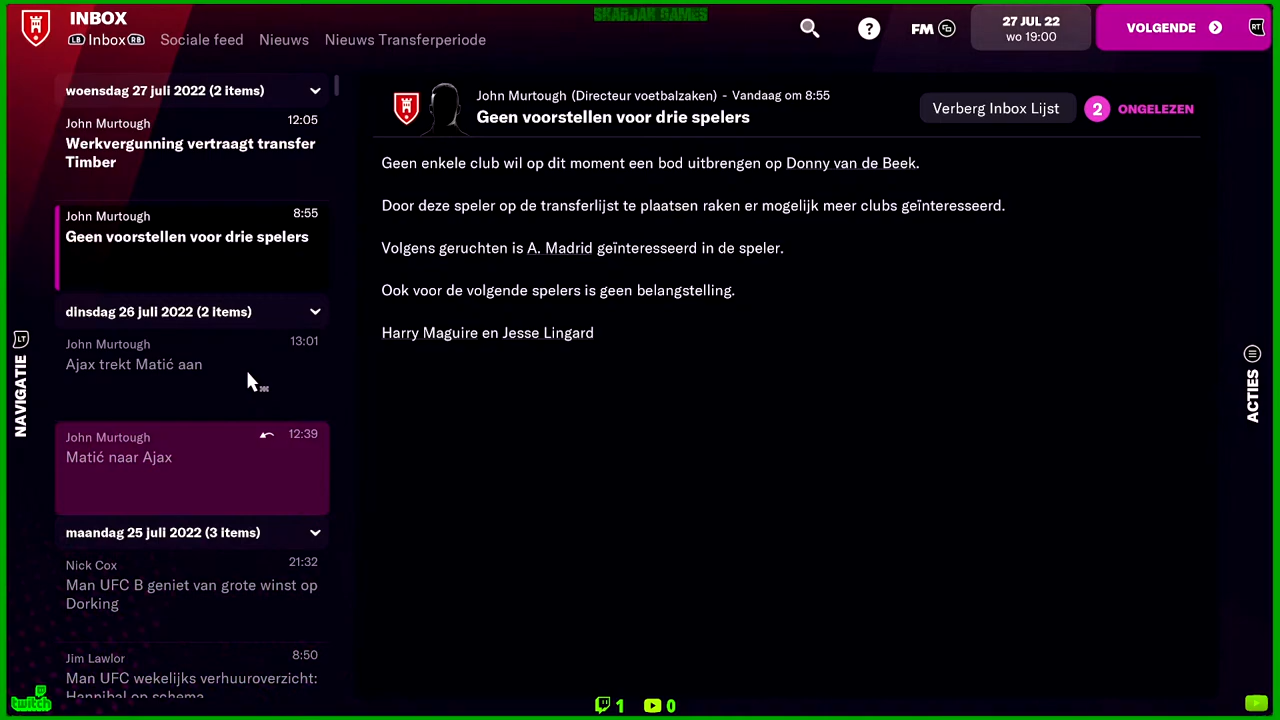 SHARJAH GAMES
INBOX
LB Inbox RB
Sociale feed
Nieuws
Nieuws Transferperiode
?
FM
27 JUL 22
wo 19:00
VOLGENDE
RT
woensdag 27 juli 2022 (2 items)
John Murtough
12:05
Werkvergunning vertraagt transfer
Timber
John Murtough
8:55
Geen voorstellen voor drie spelers
dinsdag 26 juli 2022 (2 items)
John Murtough
13:01
Ajax trekt Matić aan
John Murtough
12:39
Matić naar Ajax
maandag 25 juli 2022 (3 items)
Nick Cox
21:32
Man UFC B geniet van grote winst op
Dorking
Jim Lawlor
8:50
Man UFC wekelijks verhuuroverzicht:
Hannibal op schema
LT
NAVIGATIE
John Murtough (Directeur voetbalzaken) - Vandaag om 8:55
Geen voorstellen voor drie spelers
Verberg Inbox Lijst
2 ONGELEZEN
Geen enkele club wil op dit moment een bod uitbrengen op Donny van de Beek.
Door deze speler op de transferlijst te plaatsen raken er mogelijk meer clubs geïnteresseerd.
Volgens geruchten is A. Madrid geïnteresseerd in de speler.
Ook voor de volgende spelers is geen belangstelling.
Harry Maguire en Jesse Lingard
ACTIES
twitch
1
0